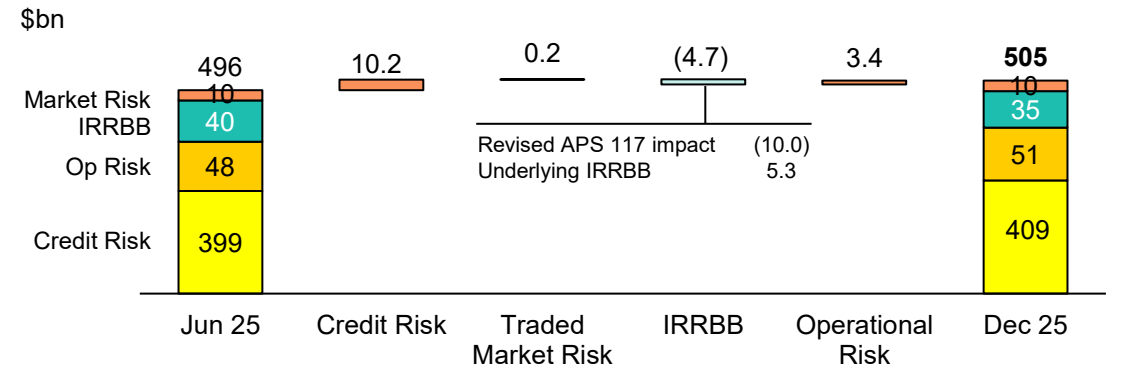 $bn
496
10.2
0.2
(4.7)
3.4
505
Market Risk
10
10
IRRBB
40
35
Revised APS 117 impact (10.0)
Underlying IRRBB 5.3
Op Risk
48
51
Credit Risk
399
409
Jun 25
Credit Risk
Traded
Market Risk
IRRBB
Operational
Risk
Dec 25